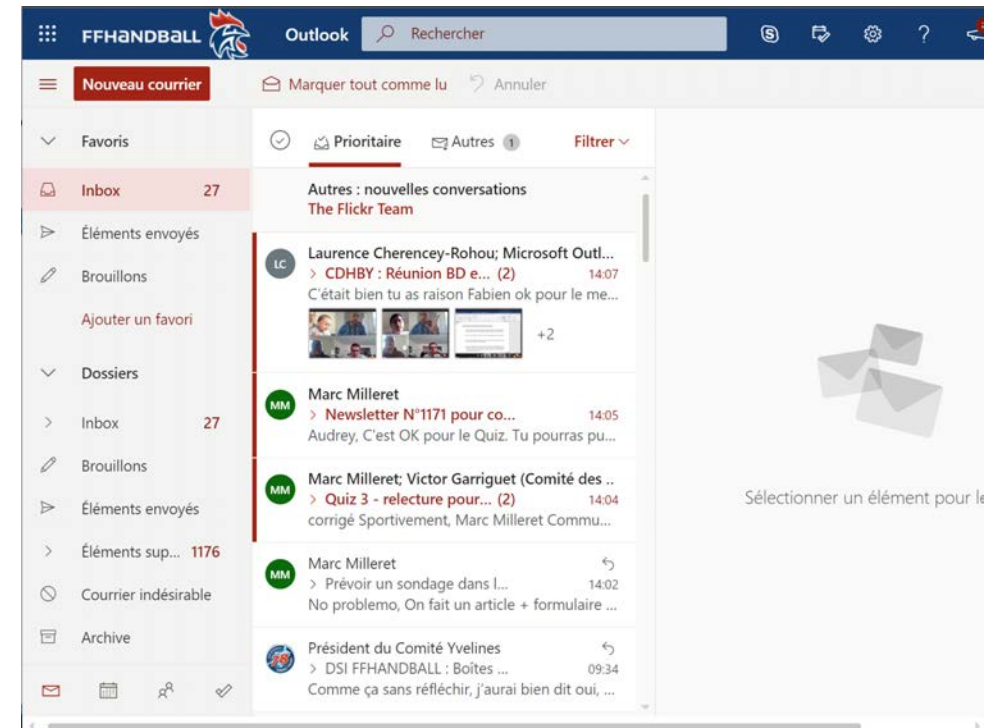 FFHANDBALL
Outlook
Rechercher
Nouveau courrier
Marquer tout comme lu
Annuler
Favoris
Inbox 27
Éléments envoyés
Brouillons
Ajouter un favori
Dossiers
Inbox 27
Brouillons
Éléments envoyés
Éléments sup... 1176
Courrier indésirable
Archive
Prioritaire
Autres 1
Filtrer
Autres : nouvelles conversations
The Flickr Team
LC
Laurence Cherencey-Rohou; Microsoft Outl...
> CDHBY : Réunion BD e... (2) 14:07
C'était bien tu as raison Fabien ok pour le me...
+2
MM
Marc Milleret
> Newsletter N°1171 pour co... 14:05
Audrey, C'est OK pour le Quiz. Tu pourras pu...
MM
Marc Milleret; Victor Garriguet (Comité des ..
> Quiz 3 - relecture pour... (2) 14:04
corrigé Sportivement, Marc Milleret Commu...
MM
Marc Milleret
> Prévoir un sondage dans l... 14:02
No problemo, On fait un article + formulaire ...
78
Président du Comité Yvelines
> DSI FFHANDBALL : Boîtes ... 09:34
Comme ça sans réfléchir, j'aurai bien dit oui, ...
Sélectionner un élément pour le